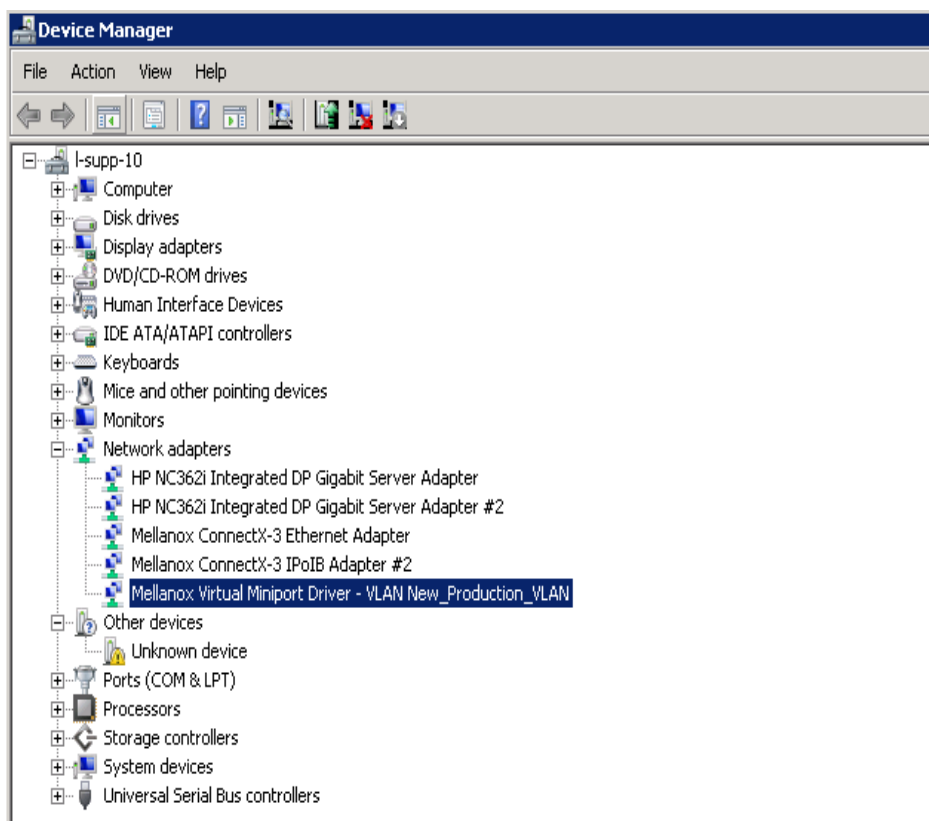 Device Manager
File Action View Help
l-supp-10
Computer
Disk drives
Display adapters
DVD/CD-ROM drives
Human Interface Devices
IDE ATA/ATAPI controllers
Keyboards
Mice and other pointing devices
Monitors
Network adapters
HP NC362i Integrated DP Gigabit Server Adapter
HP NC362i Integrated DP Gigabit Server Adapter #2
Mellanox ConnectX-3 Ethernet Adapter
Mellanox ConnectX-3 IPoIB Adapter #2
Mellanox Virtual Miniport Driver - VLAN New_Production_VLAN
Other devices
Unknown device
Ports (COM & LPT)
Processors
Storage controllers
System devices
Universal Serial Bus controllers